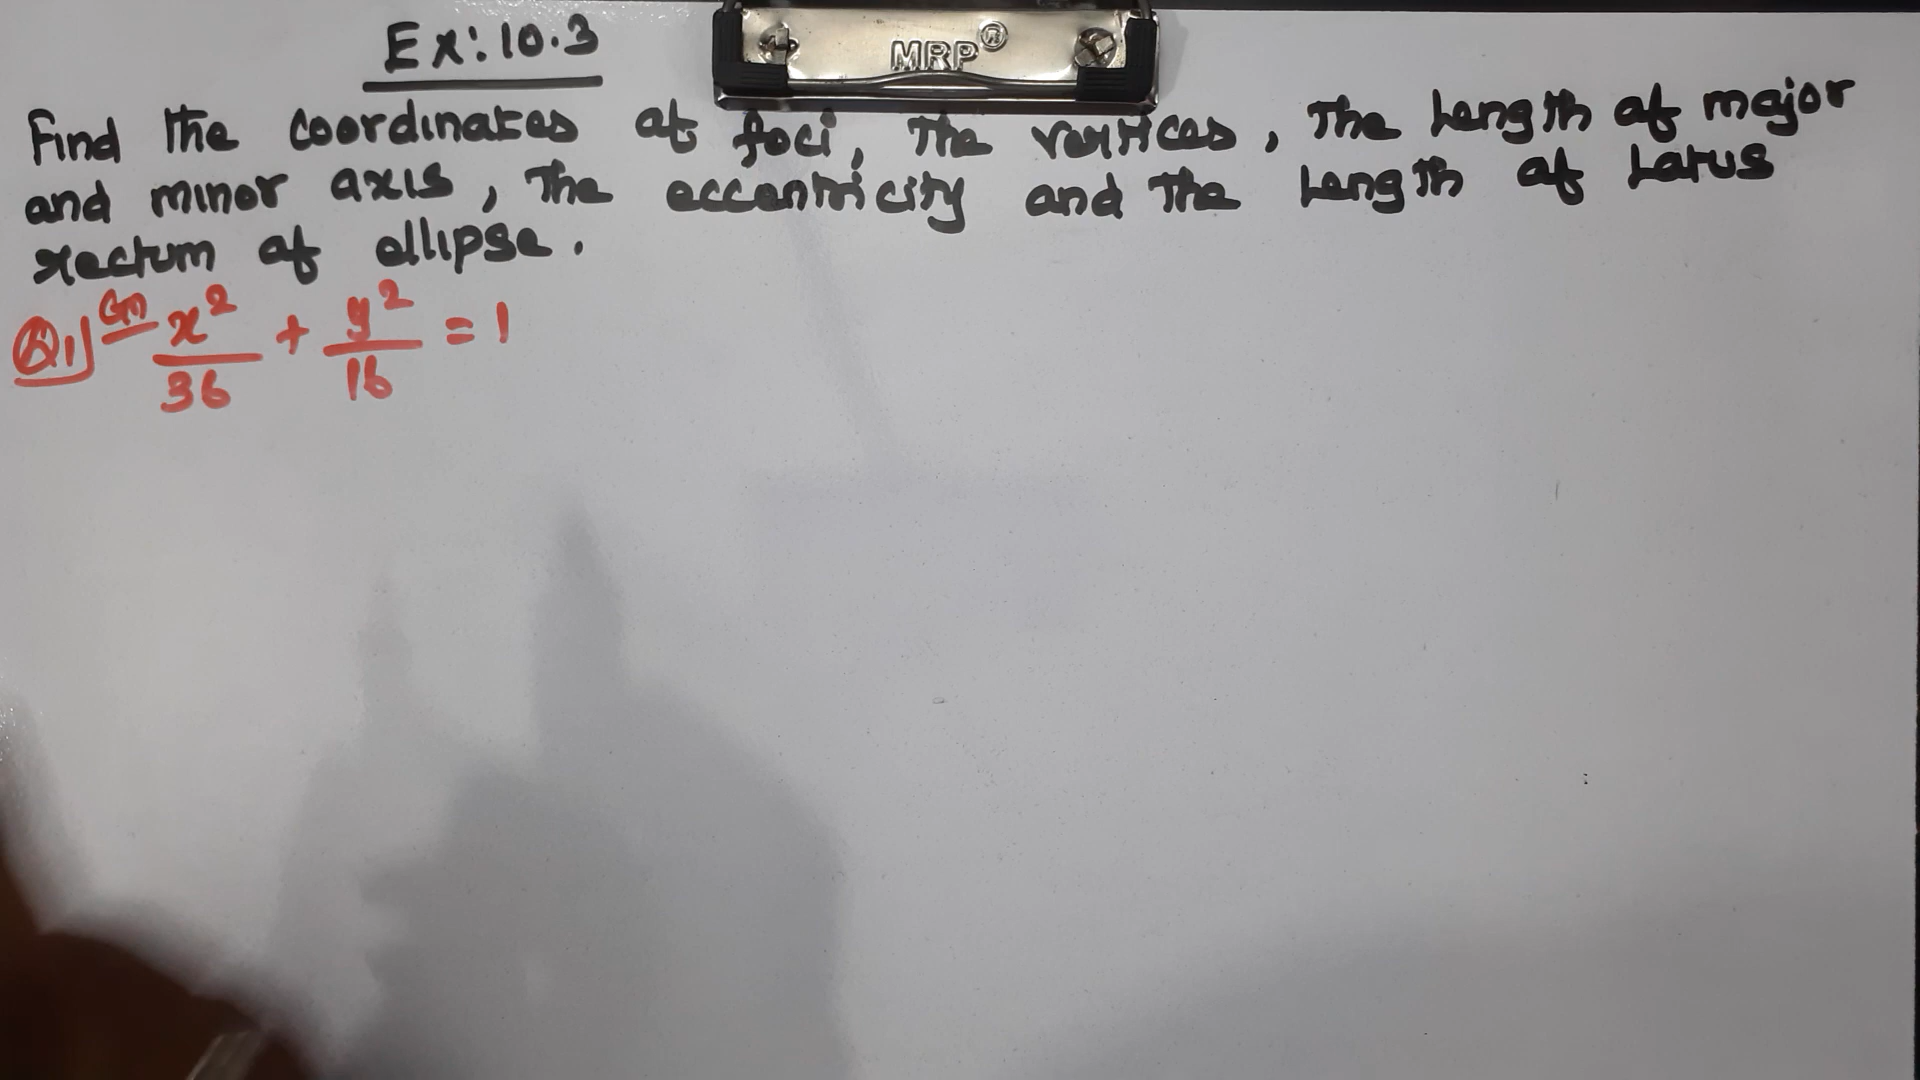 Ex: 10.3
MRP®
Find the coordinates of foci, The vertices, The Length of major
and minor axis, The eccentricity and The Length of Latus
rectum of ellipse.
Q1) x²/36 + y²/16 = 1